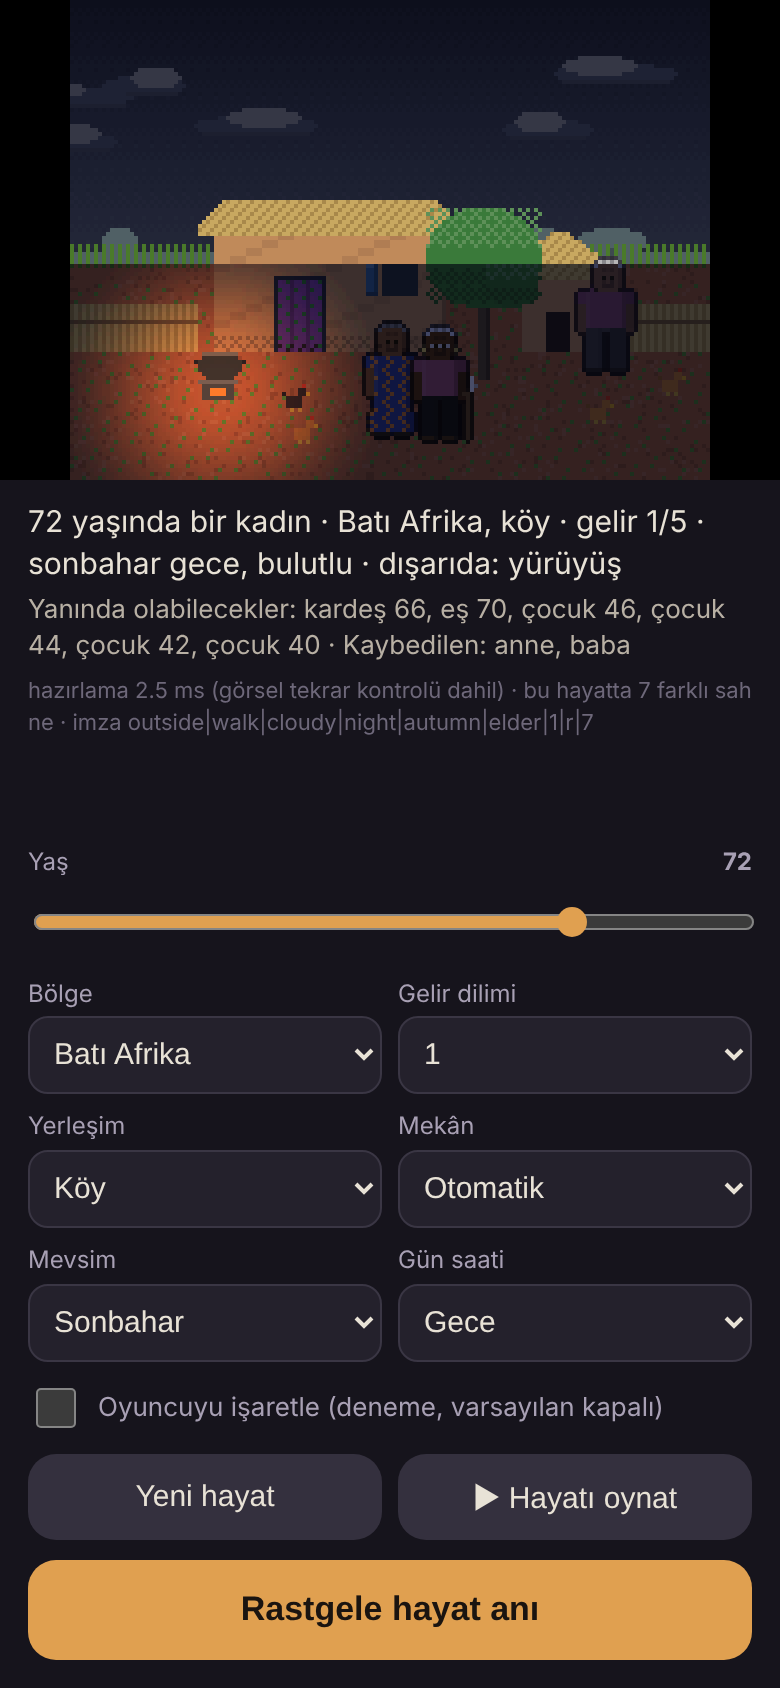 72 yaşında bir kadın · Batı Afrika, köy · gelir 1/5 ·
sonbahar gece, bulutlu · dışarıda: yürüyüş
Yanında olabilecekler: kardeş 66, eş 70, çocuk 46, çocuk
44, çocuk 42, çocuk 40 · Kaybedilen: anne, baba
hazırlama 2.5 ms (görsel tekrar kontrolü dahil) · bu hayatta 7 farklı sah
ne · imza outside|walk|cloudy|night|autumn|elder|1|r|7
Yaş 72
Bölge Gelir dilimi
Batı Afrika 1
Yerleşim Mekân
Köy Otomatik
Mevsim Gün saati
Sonbahar Gece
Oyuncuyu işaretle (deneme, varsayılan kapalı)
Yeni hayat ▶ Hayatı oynat
Rastgele hayat anı